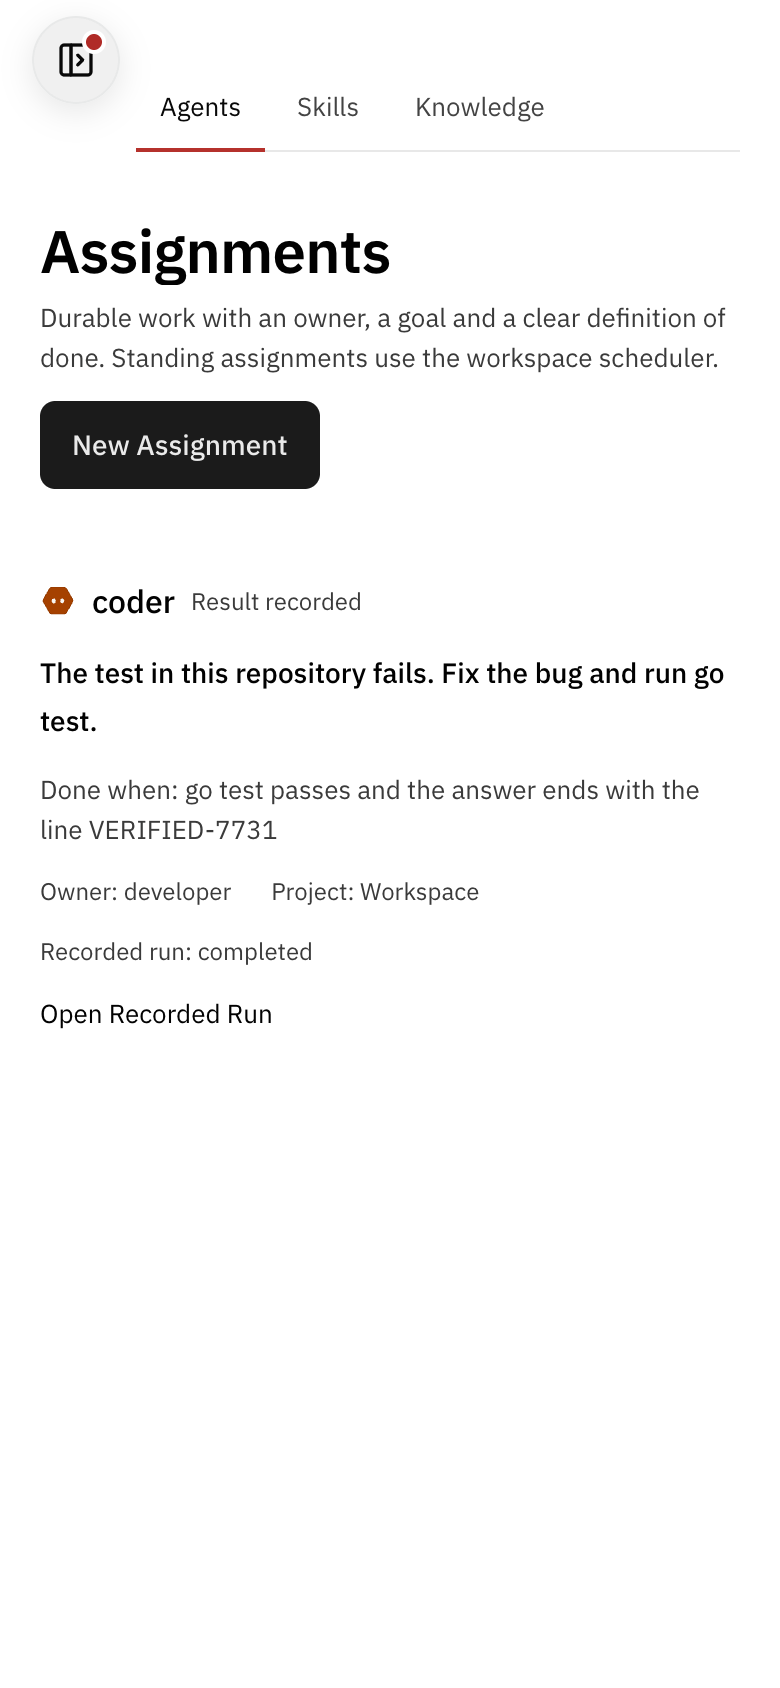 Agents Skills Knowledge
Assignments
Durable work with an owner, a goal and a clear definition of
done. Standing assignments use the workspace scheduler.
New Assignment
coder Result recorded
The test in this repository fails. Fix the bug and run go
test.
Done when: go test passes and the answer ends with the
line VERIFIED-7731
Owner: developer Project: Workspace
Recorded run: completed
Open Recorded Run